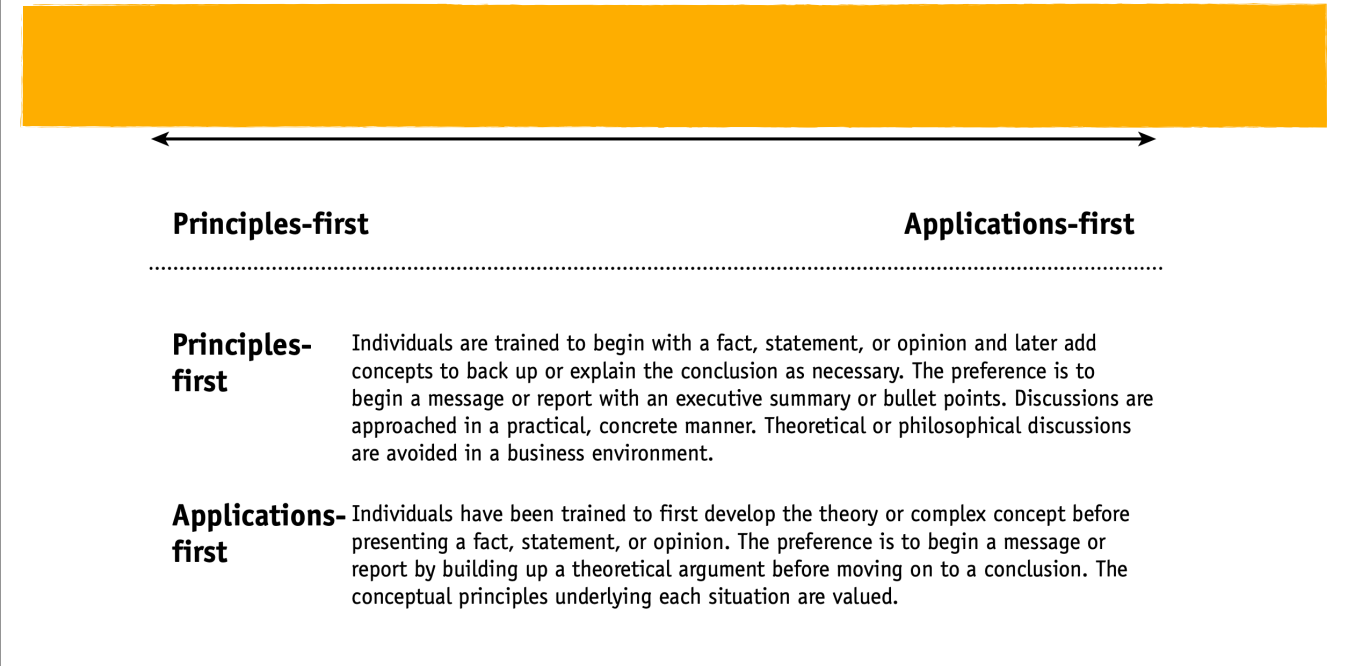 Principles-first
Applications-first
Principles-
first
Individuals are trained to begin with a fact, statement, or opinion and later add
concepts to back up or explain the conclusion as necessary. The preference is to
begin a message or report with an executive summary or bullet points. Discussions are
approached in a practical, concrete manner. Theoretical or philosophical discussions
are avoided in a business environment.
Applications-
first
Individuals have been trained to first develop the theory or complex concept before
presenting a fact, statement, or opinion. The preference is to begin a message or
report by building up a theoretical argument before moving on to a conclusion. The
conceptual principles underlying each situation are valued.